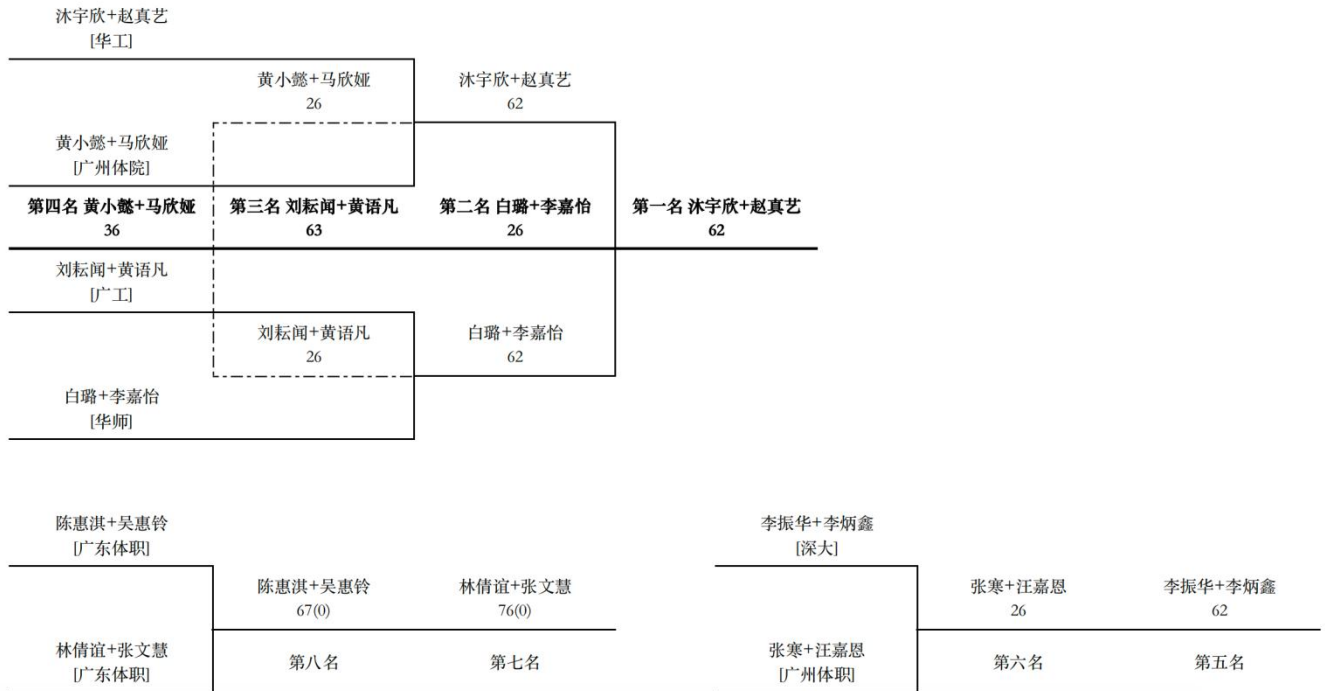 沐宇欣+赵真艺
[华工]
黄小懿+马欣娅
26
沐宇欣+赵真艺
62
黄小懿+马欣娅
[广州体院]
第四名 黄小懿+马欣娅
36
第三名 刘耘闻+黄语凡
63
第二名 白璐+李嘉怡
26
第一名 沐宇欣+赵真艺
62
刘耘闻+黄语凡
[广工]
刘耘闻+黄语凡
26
白璐+李嘉怡
62
白璐+李嘉怡
[华师]
陈惠淇+吴惠铃
[广东体职]
陈惠淇+吴惠铃
67(0)
林倩谊+张文慧
76(0)
林倩谊+张文慧
[广东体职]
第八名
第七名
李振华+李炳鑫
[深大]
张寒+汪嘉恩
26
李振华+李炳鑫
62
张寒+汪嘉恩
[广州体职]
第六名
第五名